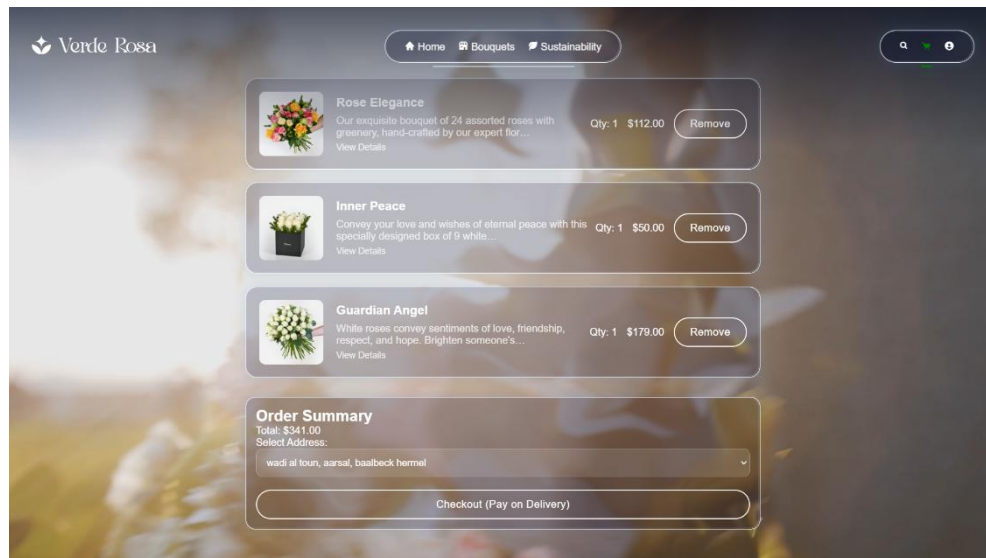 Verde Rosa
Home Bouquets Sustainability
Rose Elegance
Our exquisite bouquet of 24 assorted roses with
greenery, hand-crafted by our expert flor...
View Details
Qty: 1 $112.00 Remove
Inner Peace
Convey your love and wishes of eternal peace with this
specially designed box of 9 white...
View Details
Qty: 1 $50.00 Remove
Guardian Angel
White roses convey sentiments of love, friendship,
respect, and hope. Brighten someone's...
View Details
Qty: 1 $179.00 Remove
Order Summary
Total: $341.00
Select Address:
wadi al toun, aarsal, baalbeck hermel
Checkout (Pay on Delivery)